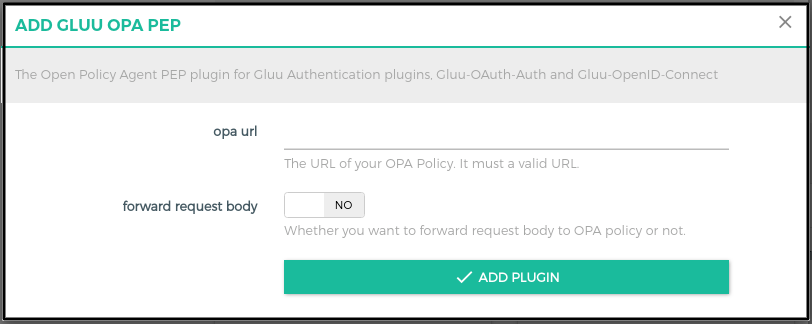 ADD GLUU OPA PEP
The Open Policy Agent PEP plugin for Gluu Authentication plugins, Gluu-OAuth-Auth and Gluu-OpenID-Connect
opa url
The URL of your OPA Policy. It must a valid URL.
forward request body
NO
Whether you want to forward request body to OPA policy or not.
ADD PLUGIN